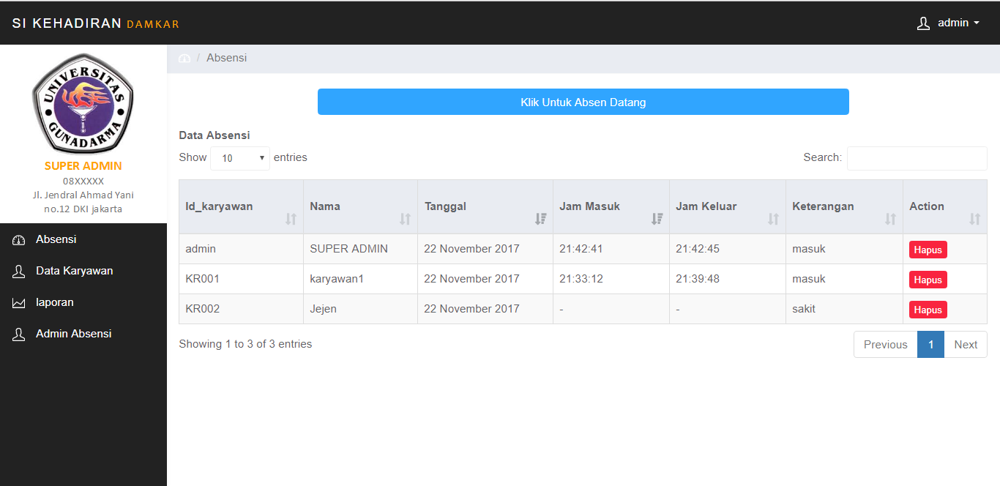 SI KEHADIRAN DAMKAR
admin
UNIVERSITAS GUNADARMA
SUPER ADMIN
08XXXXX
Jl. Jendral Ahmad Yani
no.12 DKI jakarta
Absensi
Data Karyawan
laporan
Admin Absensi
/ Absensi
Klik Untuk Absen Datang
Data Absensi
Show 10 entries
Search:
Id_karyawan Nama Tanggal Jam Masuk Jam Keluar Keterangan Action
admin SUPER ADMIN 22 November 2017 21:42:41 21:42:45 masuk Hapus
KR001 karyawan1 22 November 2017 21:33:12 21:39:48 masuk Hapus
KR002 Jejen 22 November 2017 - - sakit Hapus
Showing 1 to 3 of 3 entries
Previous 1 Next